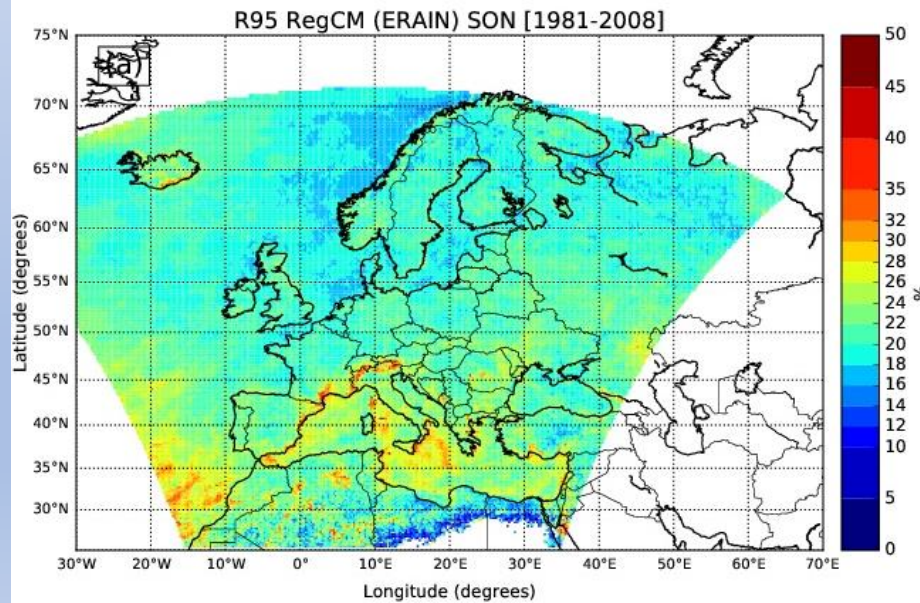 R95 RegCM (ERAIN) SON [1981-2008]
75°N
70°N
65°N
60°N
55°N
50°N
45°N
40°N
35°N
30°N
Latitude (degrees)
a)
30°W 20°W 10°W 0° 10°E 20°E 30°E 40°E 50°E 60°E 70°E
Longitude (degrees)
50
45
40
35
32
30
28
26
24
22
20
18
16
14
12
10
5
0
%